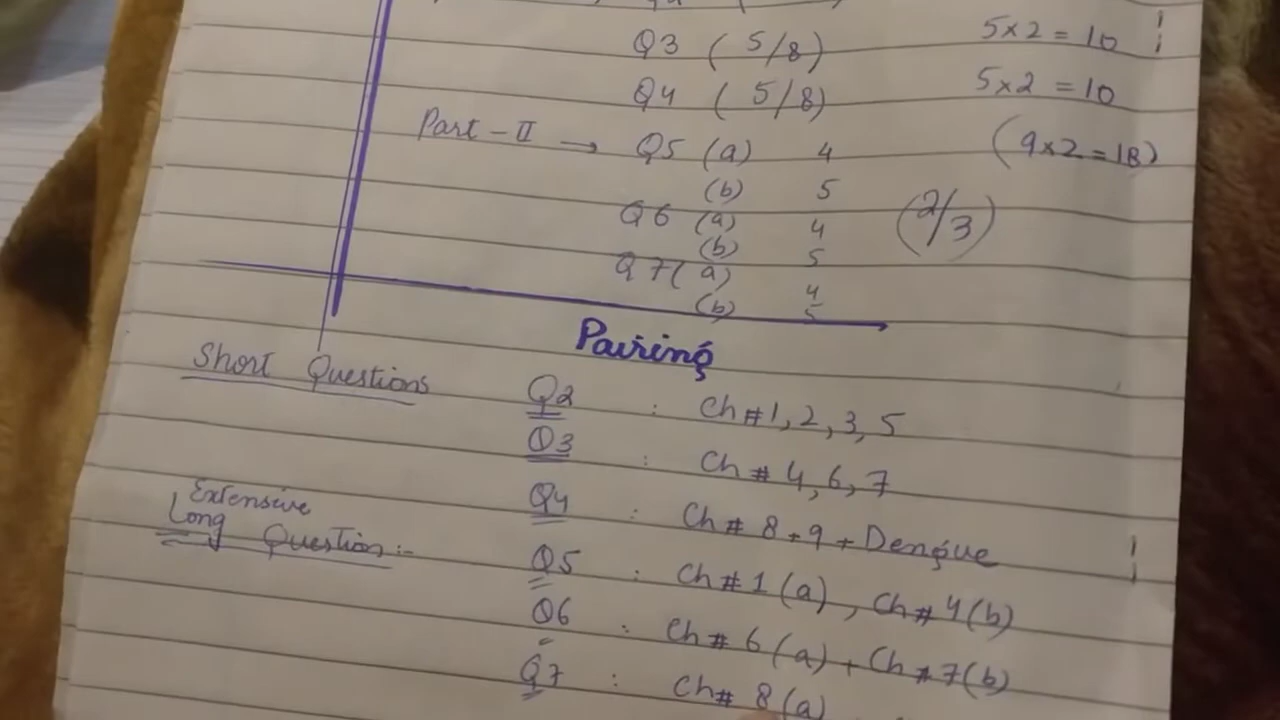 Q3 ( 5/8) 5x2 = 10
Q4 ( 5/8) 5x2 = 10
Part - II → Q5 (a) 4 (9x2=18)
(b) 5
Q6 (a) 4 (2/3)
(b) 5
Q7 (a) 4
(b) 5
Pairing
Short Questions Q2 : Ch#1, 2, 3, 5
Q3 : Ch # 4, 6, 7
Q4 : Ch # 8 + 9 + Dengue
Extensive
Long Question:- Q5 : Ch # 1 (a) , Ch # 4 (b)
Q6 : Ch # 6 (a) + Ch # 7 (b)
Q7 : Ch # 8 (a)